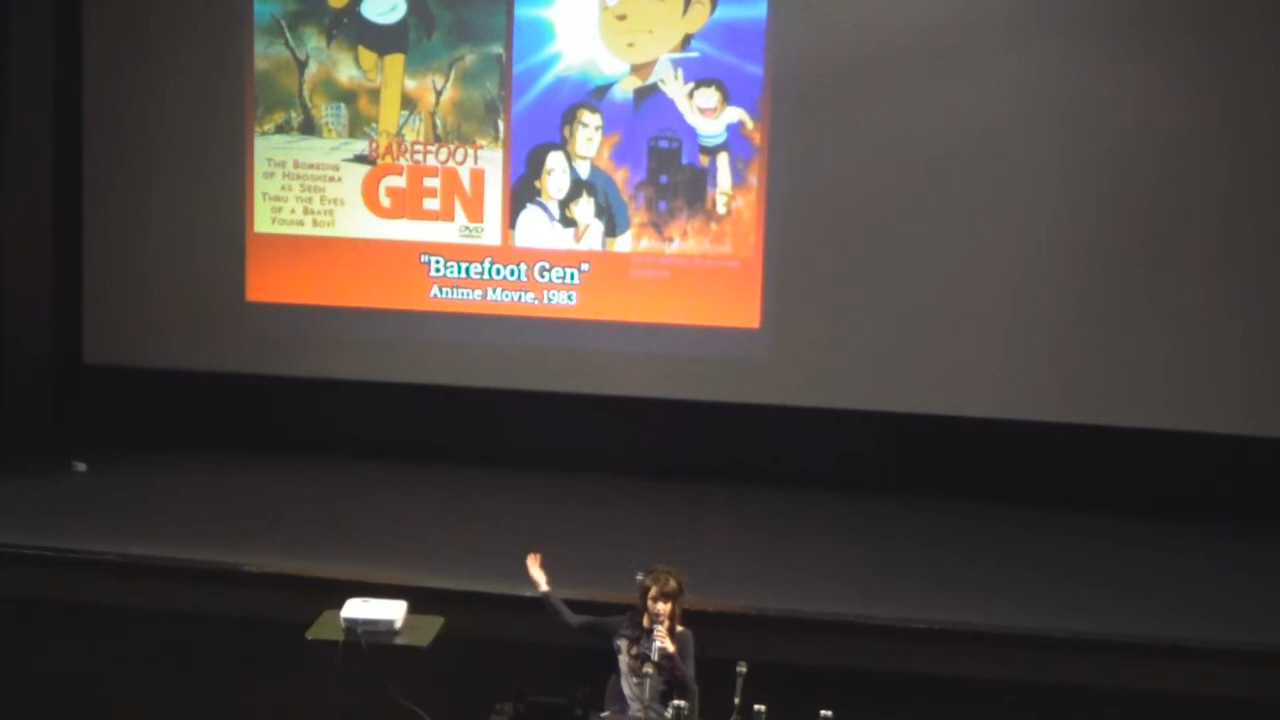 BAREFOOT
GEN
THE BOMBING
OF HIROSHIMA
AS SEEN
THRU THE EYES
OF A BRAVE
YOUNG BOY!
DVD
"Barefoot Gen"
Anime Movie, 1983